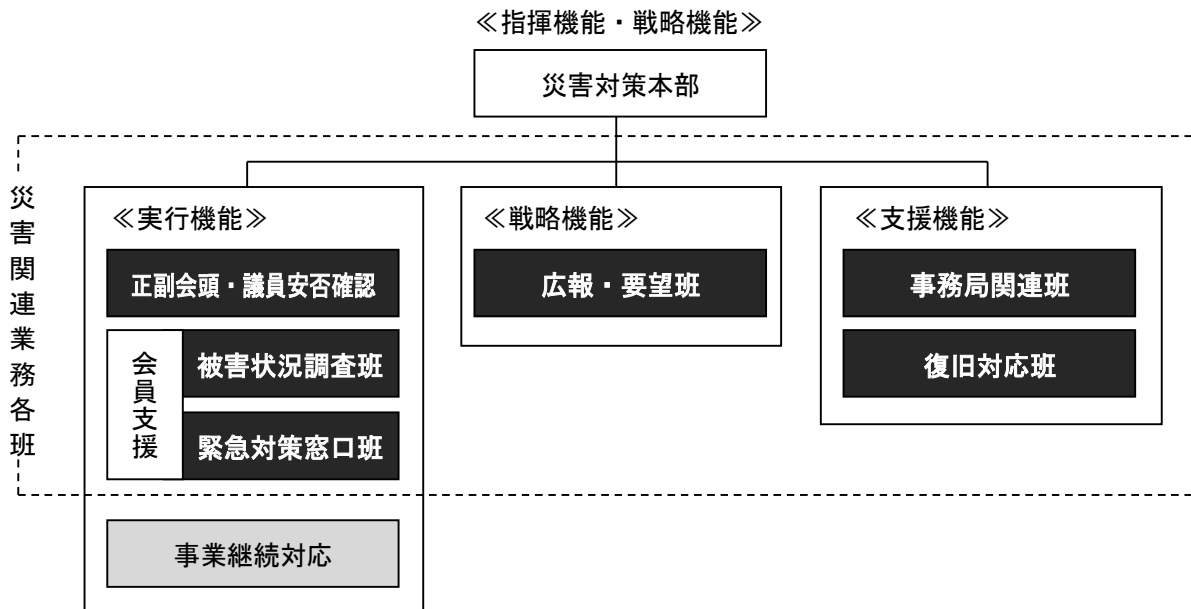 ≪指揮機能・戦略機能≫
災害対策本部
災害関連業務各班
≪実行機能≫
正副会頭・議員安否確認
会員支援
被害状況調査班
緊急対策窓口班
事業継続対応
≪戦略機能≫
広報・要望班
≪支援機能≫
事務局関連班
復旧対応班